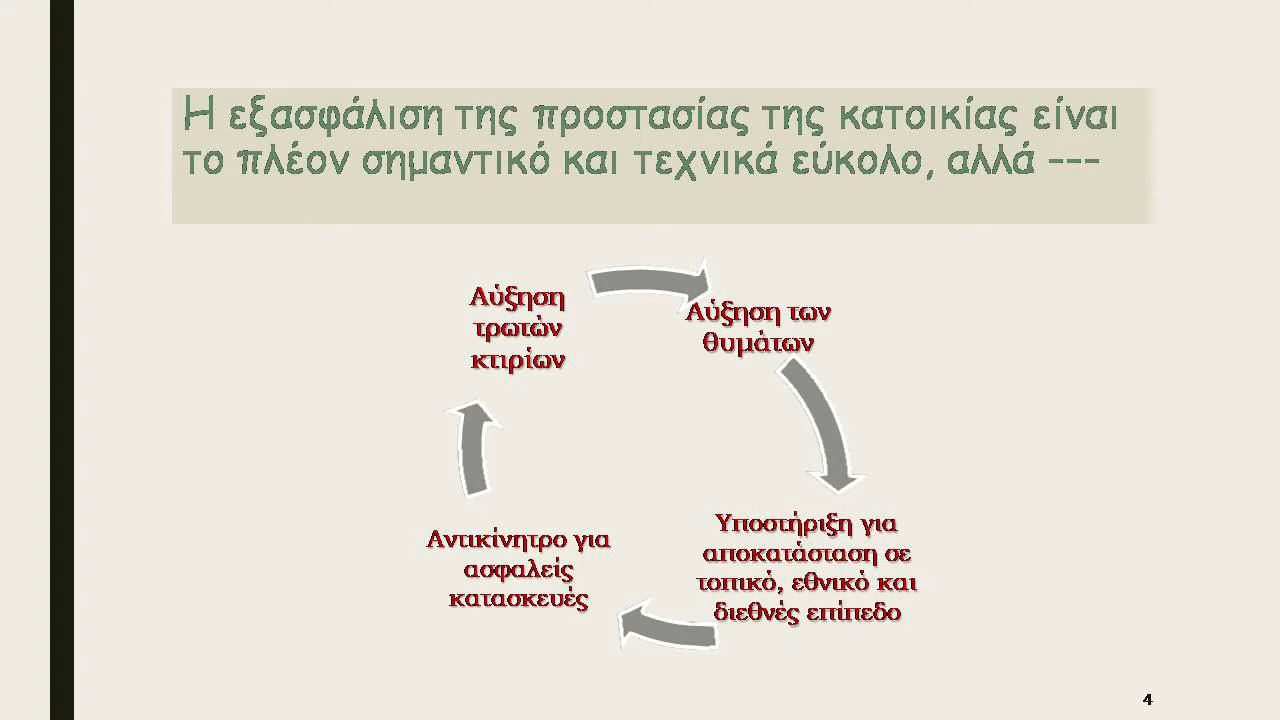 Η εξασφάλιση της προστασίας της κατοικίας είναι
το πλέον σημαντικό και τεχνικά εύκολο, αλλά ---
Αύξηση
τρωτών
κτιρίων
Αύξηση των
θυμάτων
Υποστήριξη για
αποκατάσταση σε
τοπικό, εθνικό και
διεθνές επίπεδο
Αντικίνητρο για
ασφαλείς
κατασκευές
4